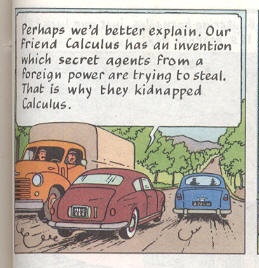 Perhaps we'd better explain. Our
friend Calculus has an invention
which secret agents from a
foreign power are trying to steal.
That is why they kidnapped
Calculus.